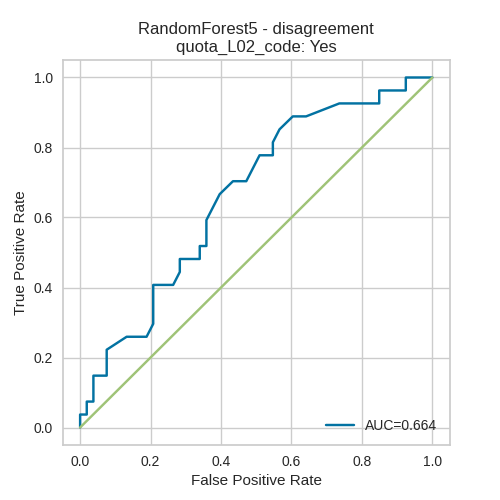 RandomForest5 - disagreement
quota_L02_code: Yes
1.0
0.8
0.6
0.4
0.2
0.0
True Positive Rate
0.0 0.2 0.4 0.6 0.8 1.0
False Positive Rate
AUC=0.664